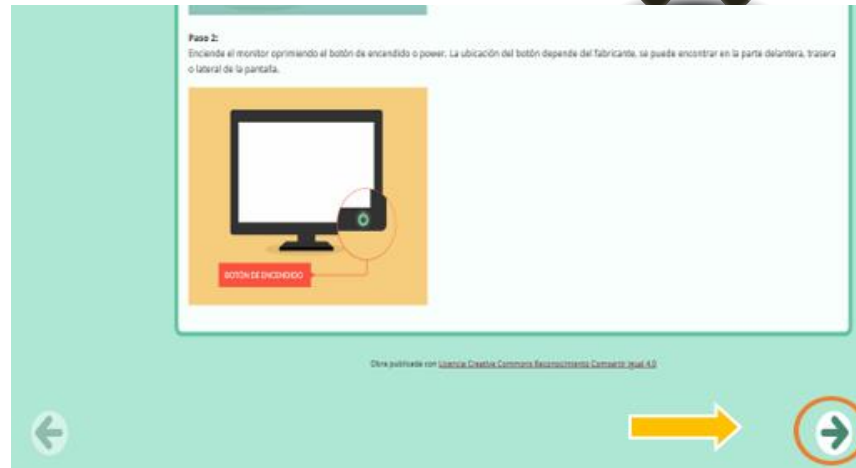 Paso 2:
Enciende el monitor oprimiendo el botón de encendido o power. La ubicación del botón depende del fabricante, se puede encontrar en la parte delantera, trasera
o lateral de la pantalla.
BOTÓN DE ENCENDIDO
Obra publicada con Licencia Creative Commons Reconocimiento Compartir igual 4.0